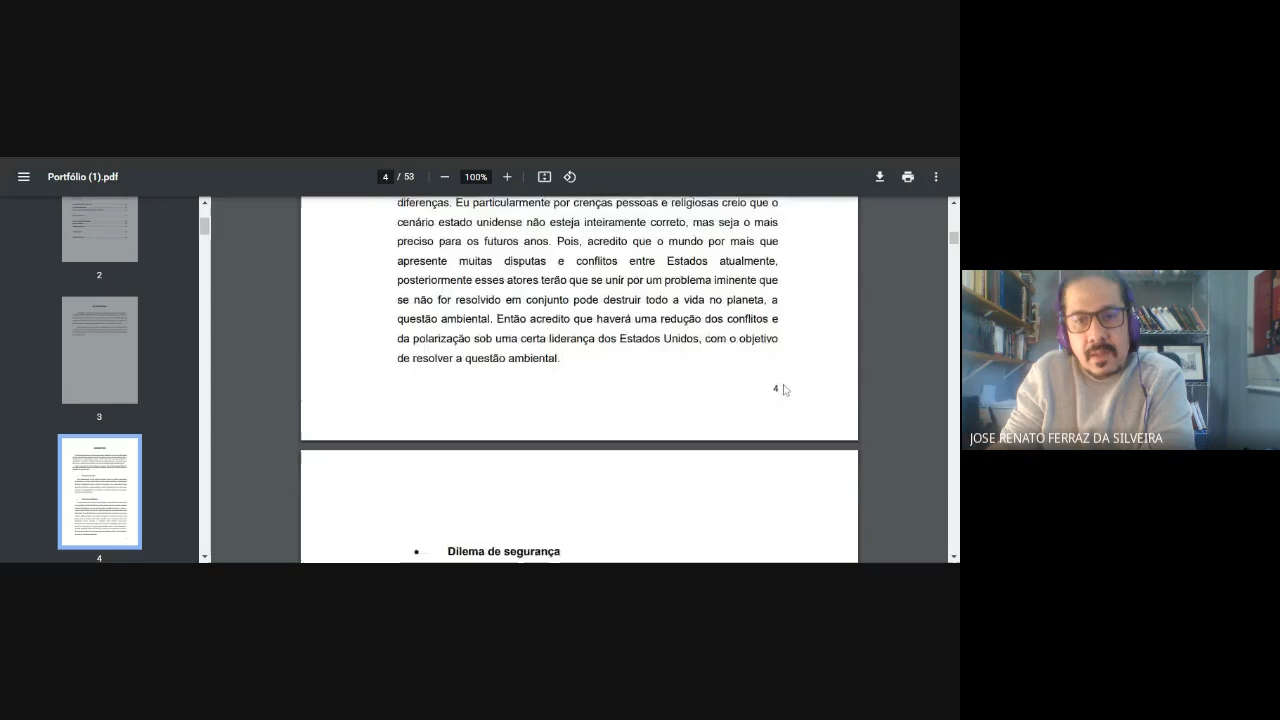 Portfólio (1).pdf
4 / 53
100%
2
3
4
diferenças. Eu particularmente por crenças pessoas e religiosas creio que o
cenário estado unidense não esteja inteiramente correto, mas seja o mais
preciso para os futuros anos. Pois, acredito que o mundo por mais que
apresente muitas disputas e conflitos entre Estados atualmente,
posteriormente esses atores terão que se unir por um problema iminente que
se não for resolvido em conjunto pode destruir todo a vida no planeta, a
questão ambiental. Então acredito que haverá uma redução dos conflitos e
da polarização sob uma certa liderança dos Estados Unidos, com o objetivo
de resolver a questão ambiental.
4
• Dilema de segurança
JOSE RENATO FERRAZ DA SILVEIRA